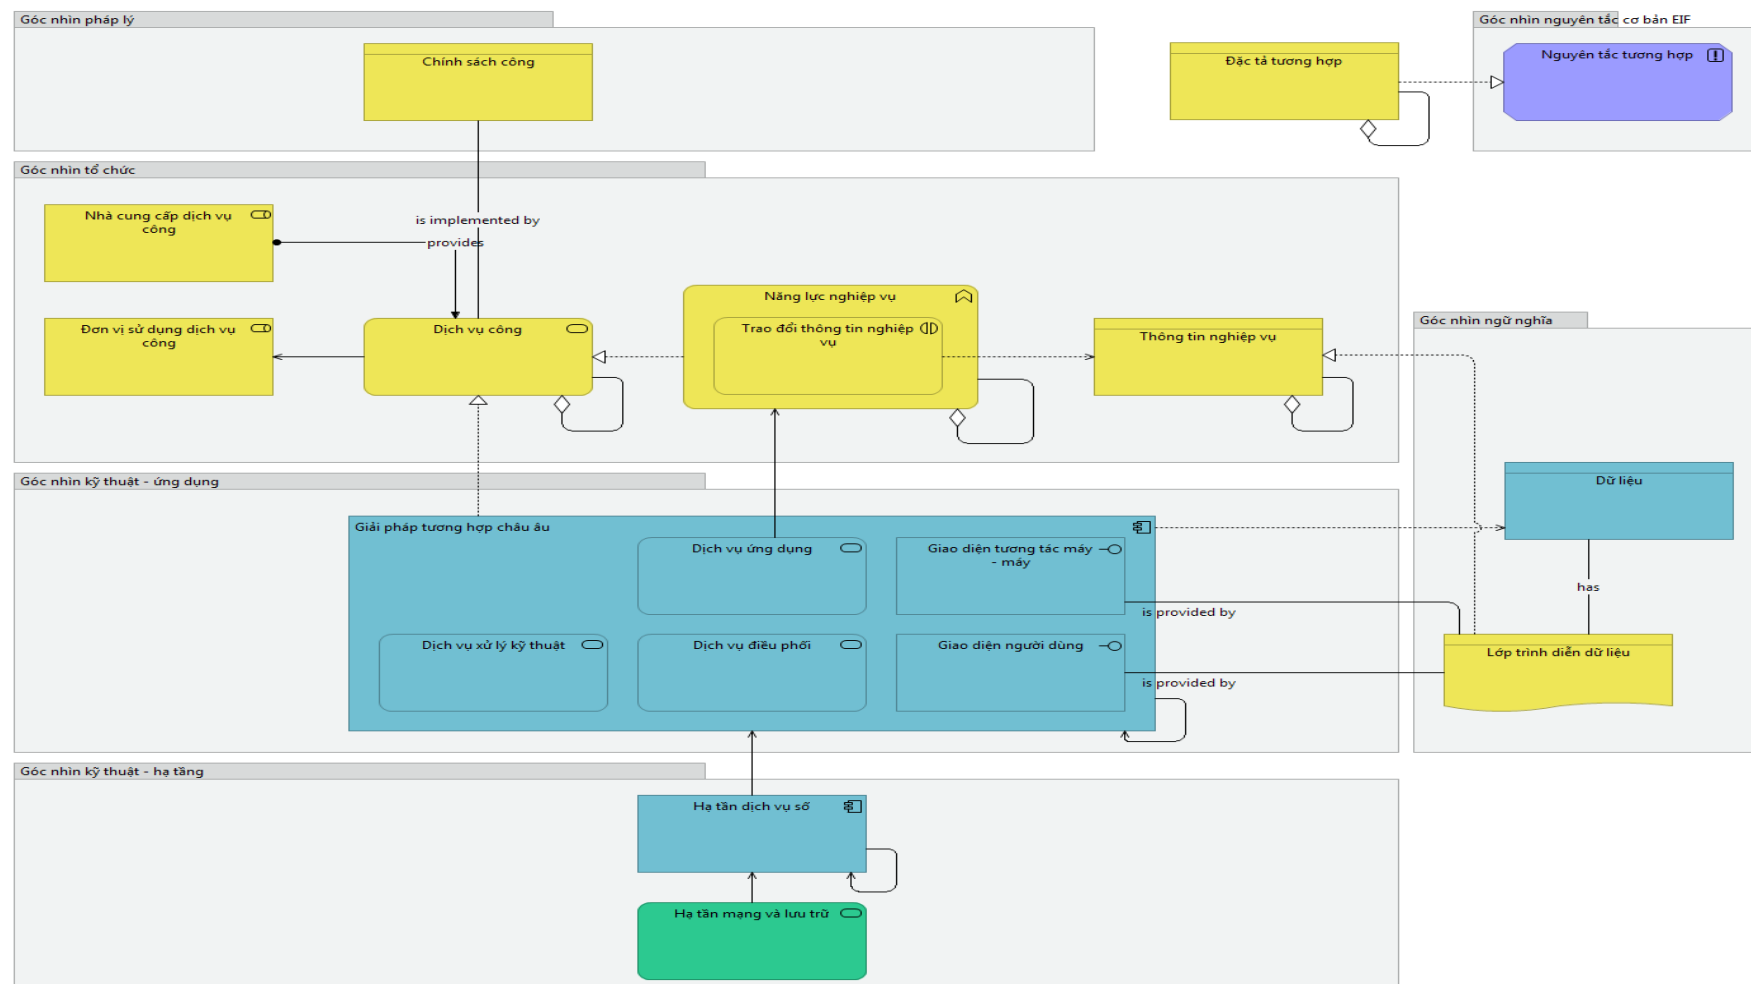 Góc nhìn pháp lý
Góc nhìn nguyên tắc cơ bản EIF
Chính sách công
Đặc tả tương hợp
Nguyên tắc tương hợp
Góc nhìn tổ chức
Nhà cung cấp dịch vụ
công
is implemented by
provides
Năng lực nghiệp vụ
Đơn vị sử dụng dịch vụ
công
Dịch vụ công
Trao đổi thông tin nghiệp
vụ
Thông tin nghiệp vụ
Góc nhìn ngữ nghĩa
Góc nhìn kỹ thuật - ứng dụng
Dữ liệu
Giải pháp tương hợp châu âu
Dịch vụ ứng dụng
Giao diện tương tác máy
- máy
has
is provided by
Dịch vụ xử lý kỹ thuật
Dịch vụ điều phối
Giao diện người dùng
Lớp trình diễn dữ liệu
is provided by
Góc nhìn kỹ thuật - hạ tầng
Hạ tần dịch vụ số
Hạ tần mạng và lưu trữ